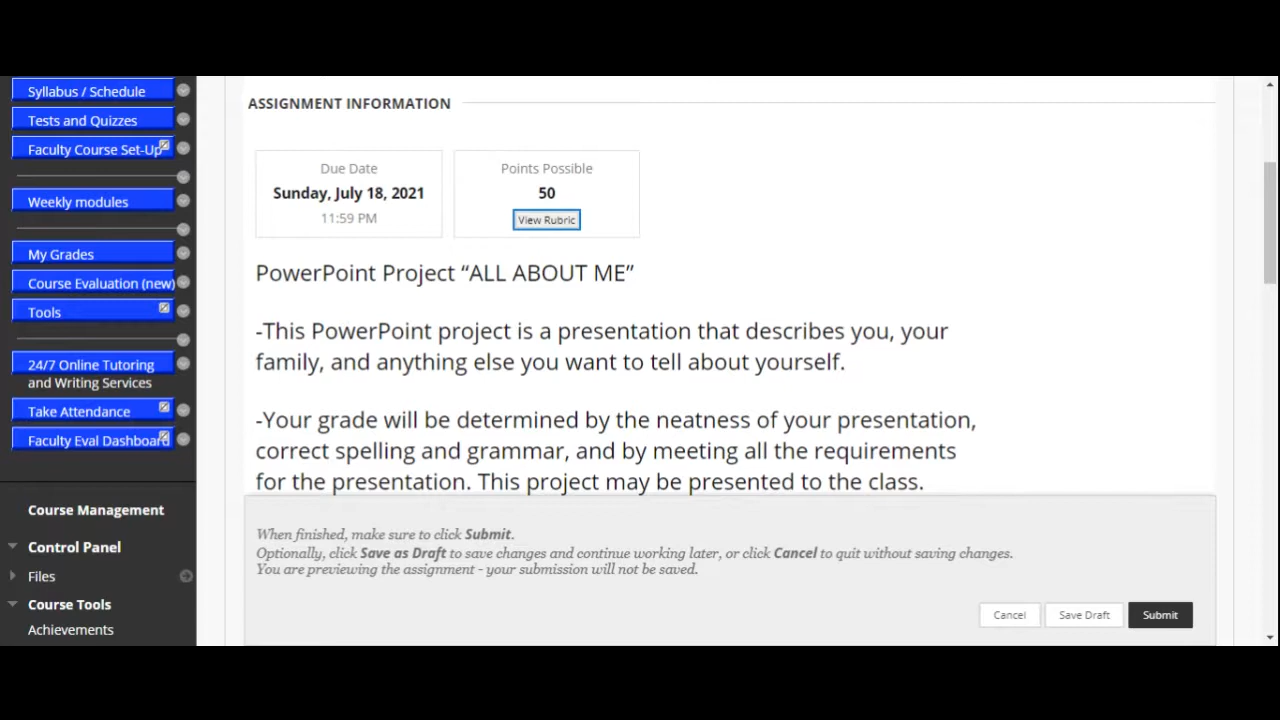 Syllabus / Schedule
Tests and Quizzes
Faculty Course Set-Up
Weekly modules
My Grades
Course Evaluation (new)
Tools
24/7 Online Tutoring
and Writing Services
Take Attendance
Faculty Eval Dashboard
Course Management
Control Panel
Files
Course Tools
Achievements
ASSIGNMENT INFORMATION
Due Date
Sunday, July 18, 2021
11:59 PM
Points Possible
50
View Rubric
PowerPoint Project “ALL ABOUT ME”
-This PowerPoint project is a presentation that describes you, your
family, and anything else you want to tell about yourself.
-Your grade will be determined by the neatness of your presentation,
correct spelling and grammar, and by meeting all the requirements
for the presentation. This project may be presented to the class.
When finished, make sure to click Submit.
Optionally, click Save as Draft to save changes and continue working later, or click Cancel to quit without saving changes.
You are previewing the assignment - your submission will not be saved.
Cancel
Save Draft
Submit